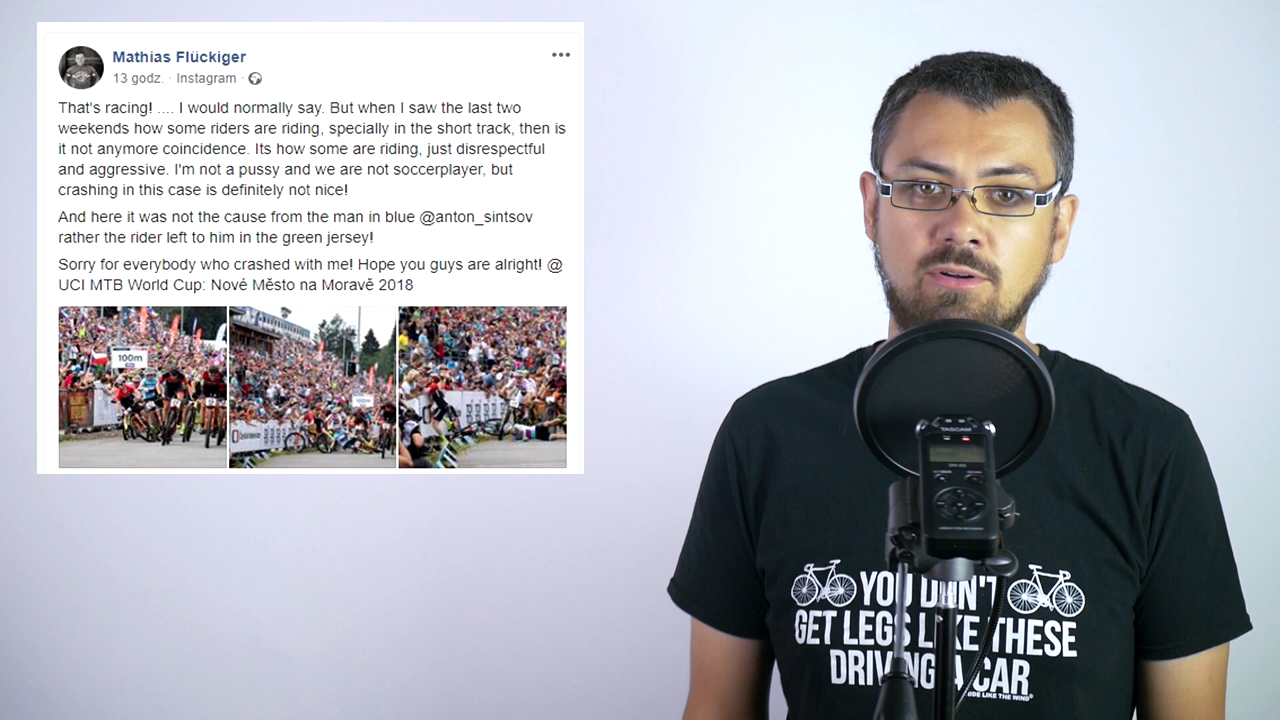 Mathias Flückiger
13 godz. · Instagram ·
That's racing! .... I would normally say. But when I saw the last two
weekends how some riders are riding, specially in the short track, then is
it not anymore coincidence. Its how some are riding, just disrespectful
and aggressive. I'm not a pussy and we are not soccerplayer, but
crashing in this case is definitely not nice!
And here it was not the cause from the man in blue @anton_sintsov
rather the rider left to him in the green jersey!
Sorry for everybody who crashed with me! Hope you guys are alright! @
UCI MTB World Cup: Nové Město na Moravě 2018
100m
TASCAM
YOU DON'T
GET LEGS LIKE THESE
DRIVING A CAR
RIDE LIKE THE WIND